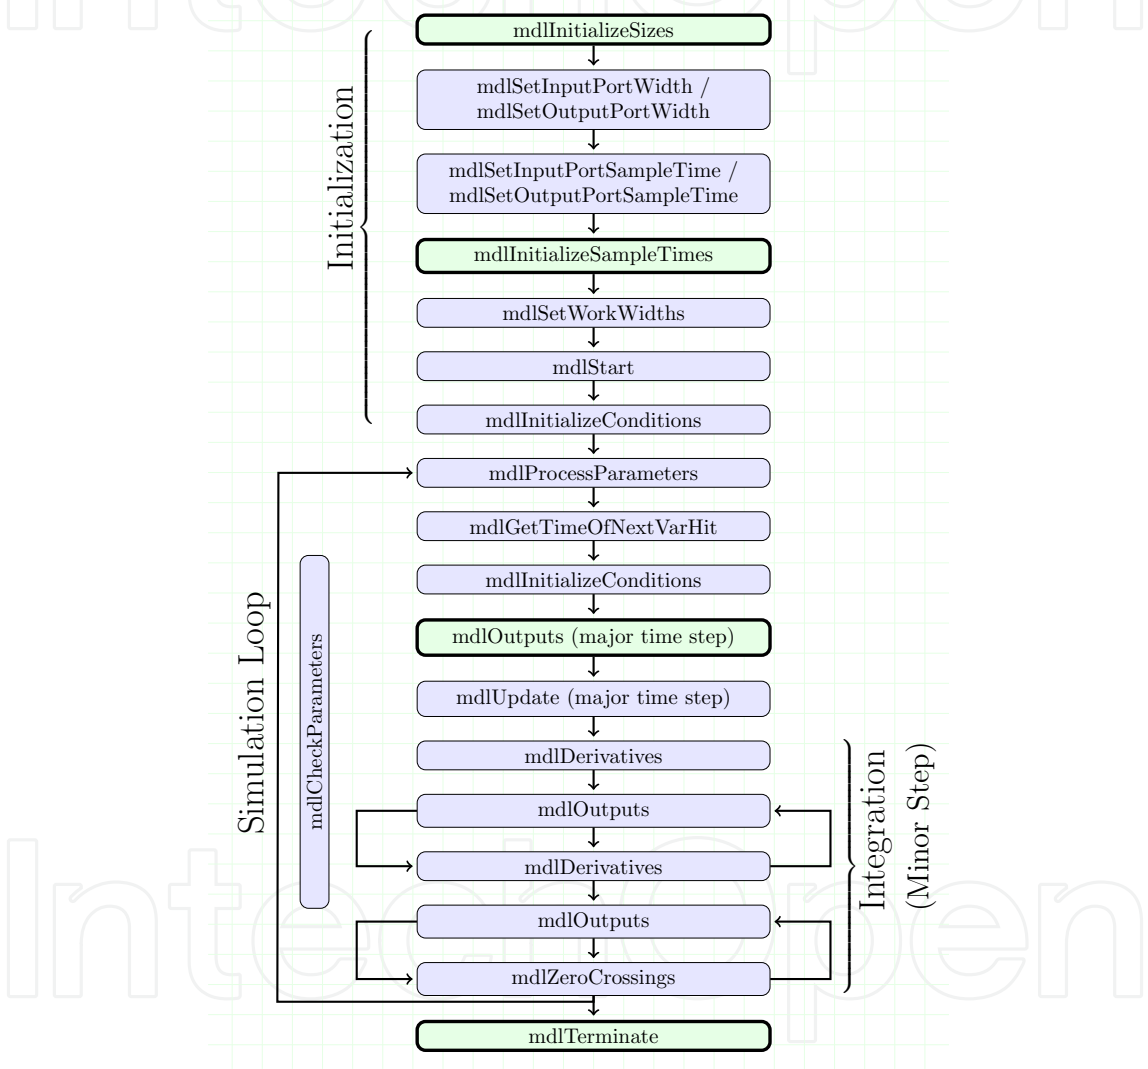 mdlInitializeSizes
mdlSetInputPortWidth /
mdlSetOutputPortWidth
mdlSetInputPortSampleTime /
mdlSetOutputPortSampleTime
mdlInitializeSampleTimes
mdlSetWorkWidths
mdlStart
mdlInitializeConditions
Initialization
mdlProcessParameters
mdlGetTimeOfNextVarHit
mdlInitializeConditions
mdlOutputs (major time step)
mdlUpdate (major time step)
mdlDerivatives
mdlOutputs
mdlDerivatives
mdlOutputs
mdlZeroCrossings
Simulation Loop
mdlCheckParameters
Integration
(Minor Step)
mdlTerminate
IntechOpen